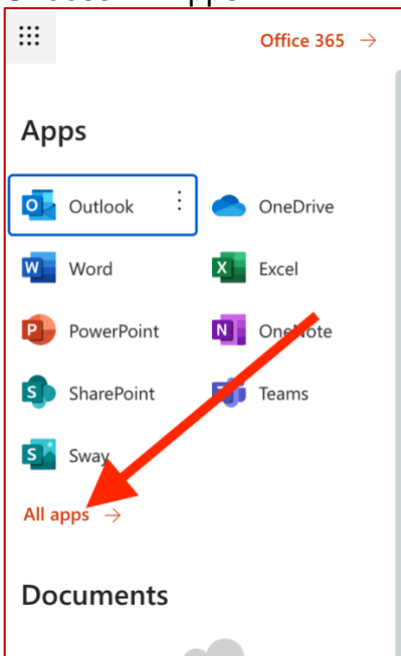 Office 365 →
Apps
Outlook
OneDrive
Word
Excel
PowerPoint
OneNote
SharePoint
Teams
Sway
All apps →
Documents